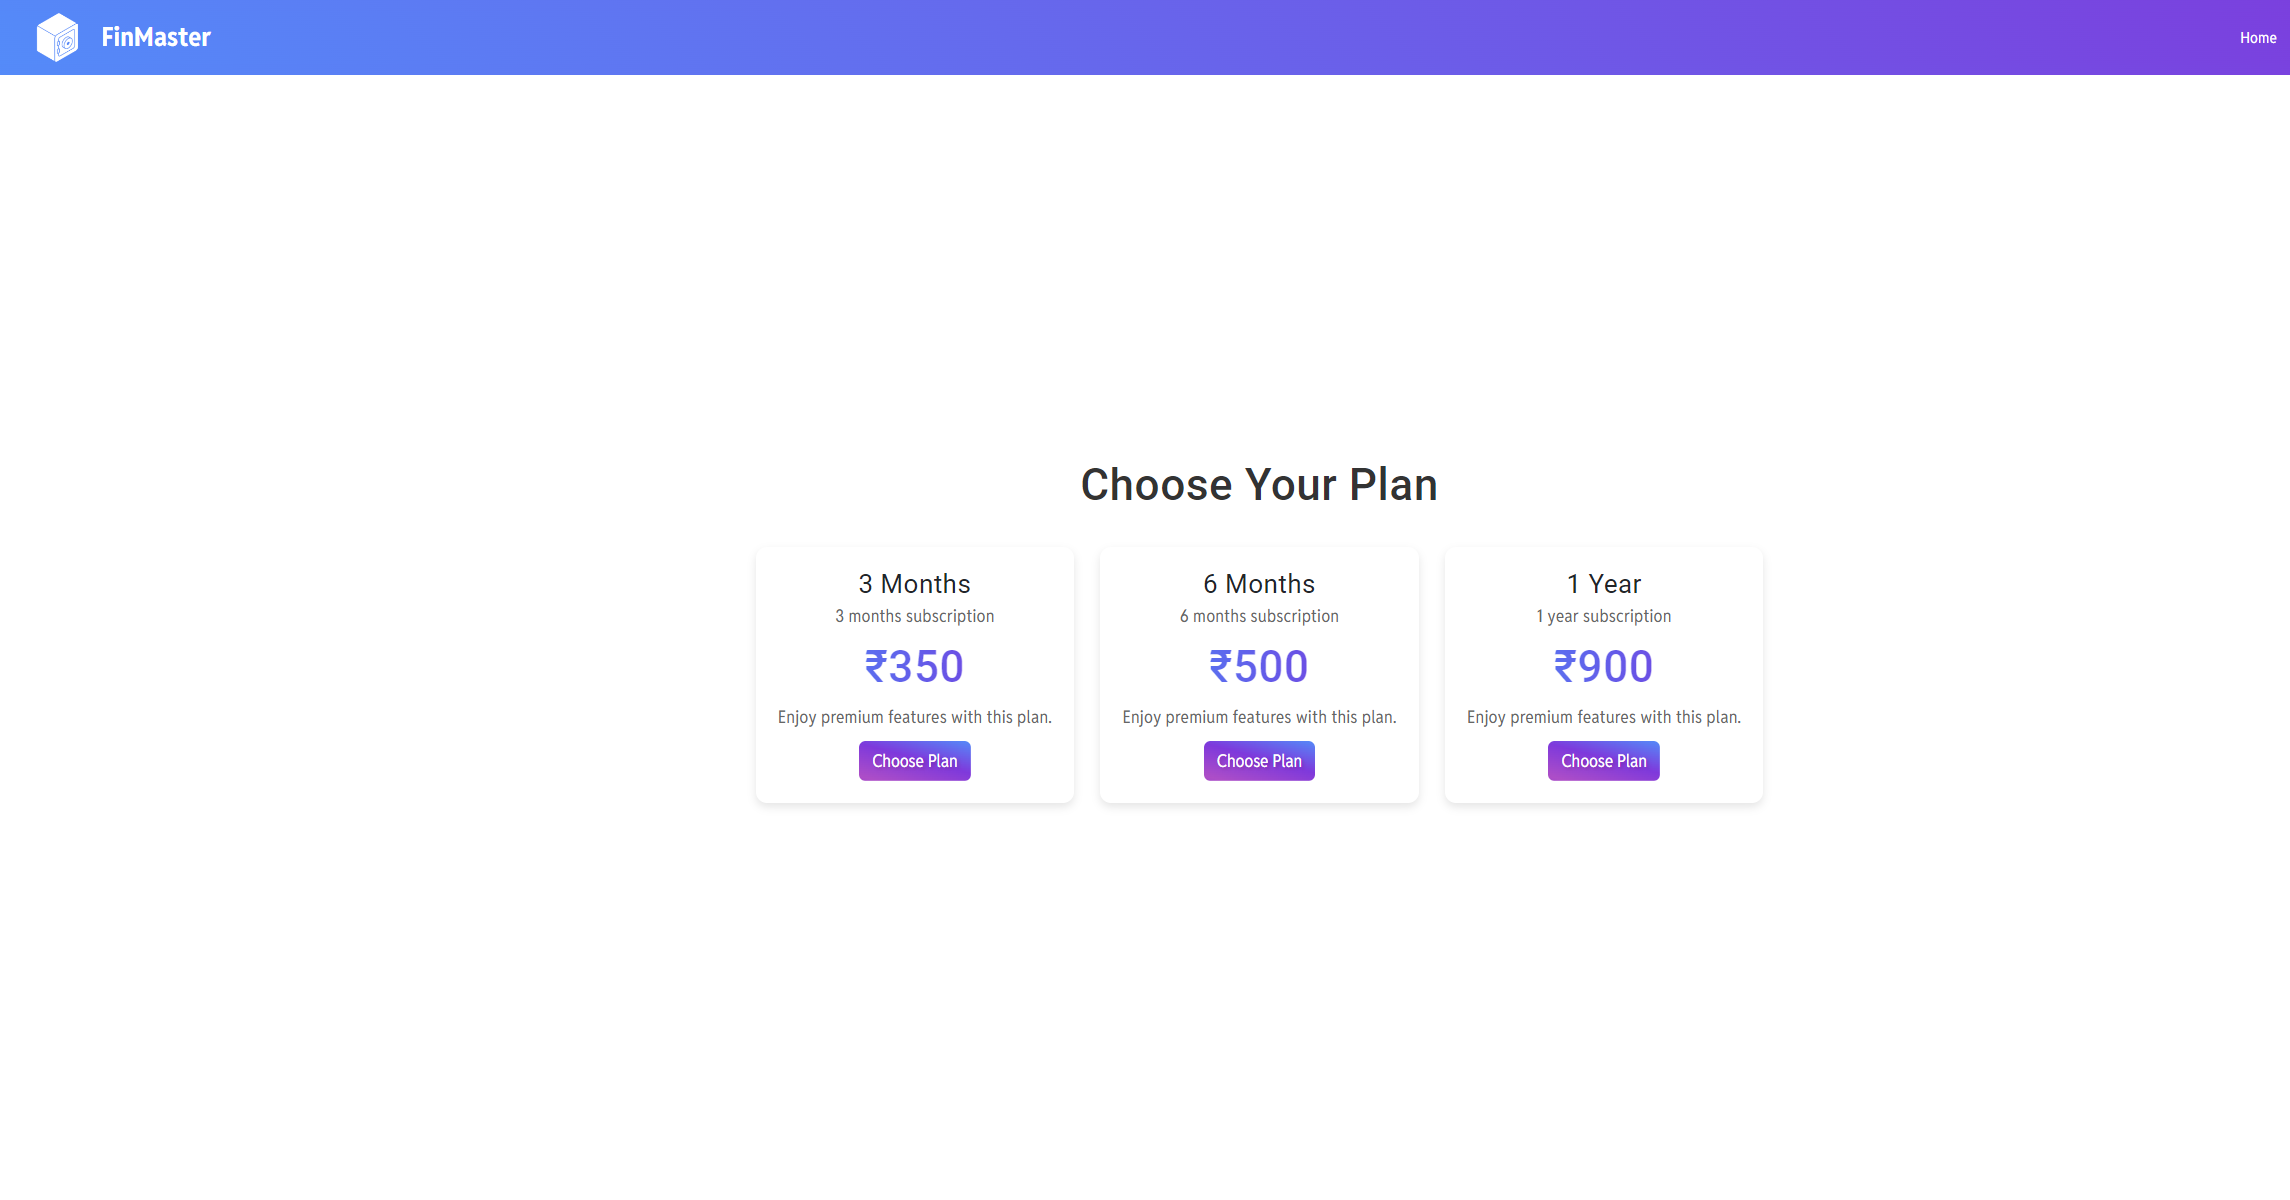 FinMaster
Home
Choose Your Plan
3 Months
3 months subscription
₹350
Enjoy premium features with this plan.
Choose Plan
6 Months
6 months subscription
₹500
Enjoy premium features with this plan.
Choose Plan
1 Year
1 year subscription
₹900
Enjoy premium features with this plan.
Choose Plan